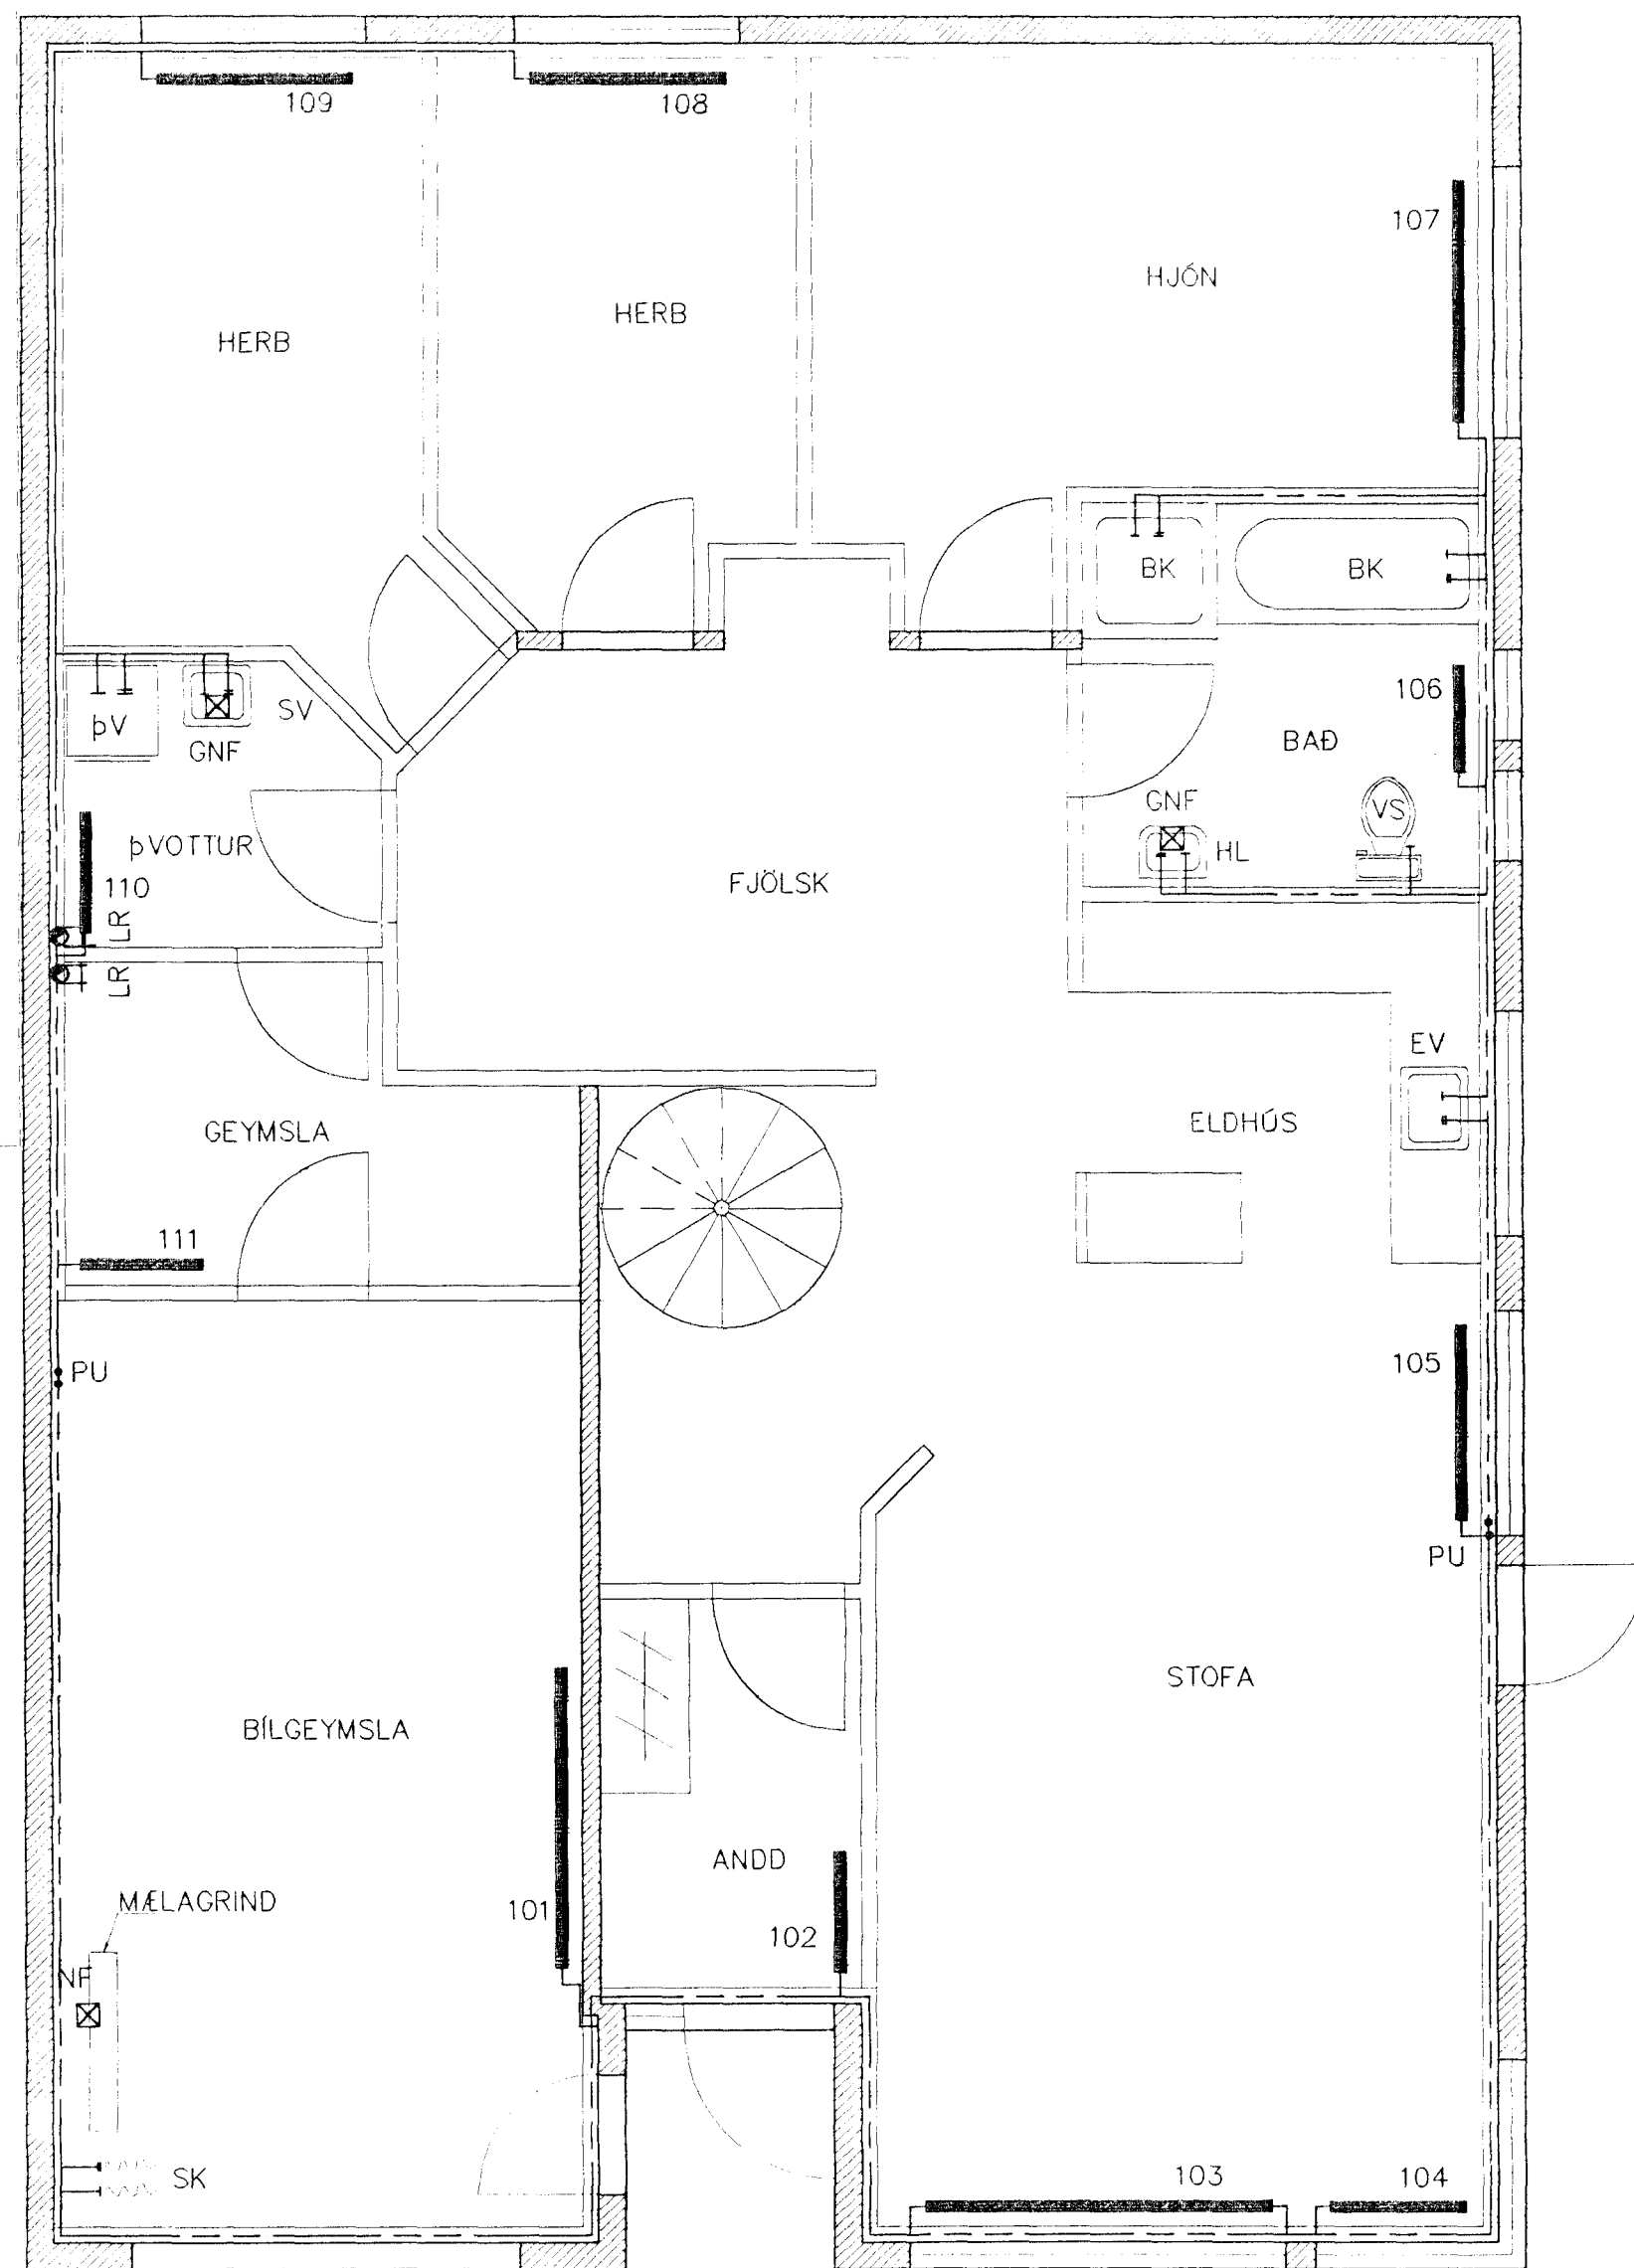 109
108
107
HJÓN
HERB
HERB
BK
BK
106
ÞV
SV
GNF
BAÐ
GNF
VS
HL
ÞVOTTUR
110
LR
FJÖLSK
LR
EV
GEYMSLA
ELDHÚS
111
105
PU
PU
STOFA
BÍLGEYMSLA
ANDD
MÆLAGRIND
101
102
NF
SK
103
104